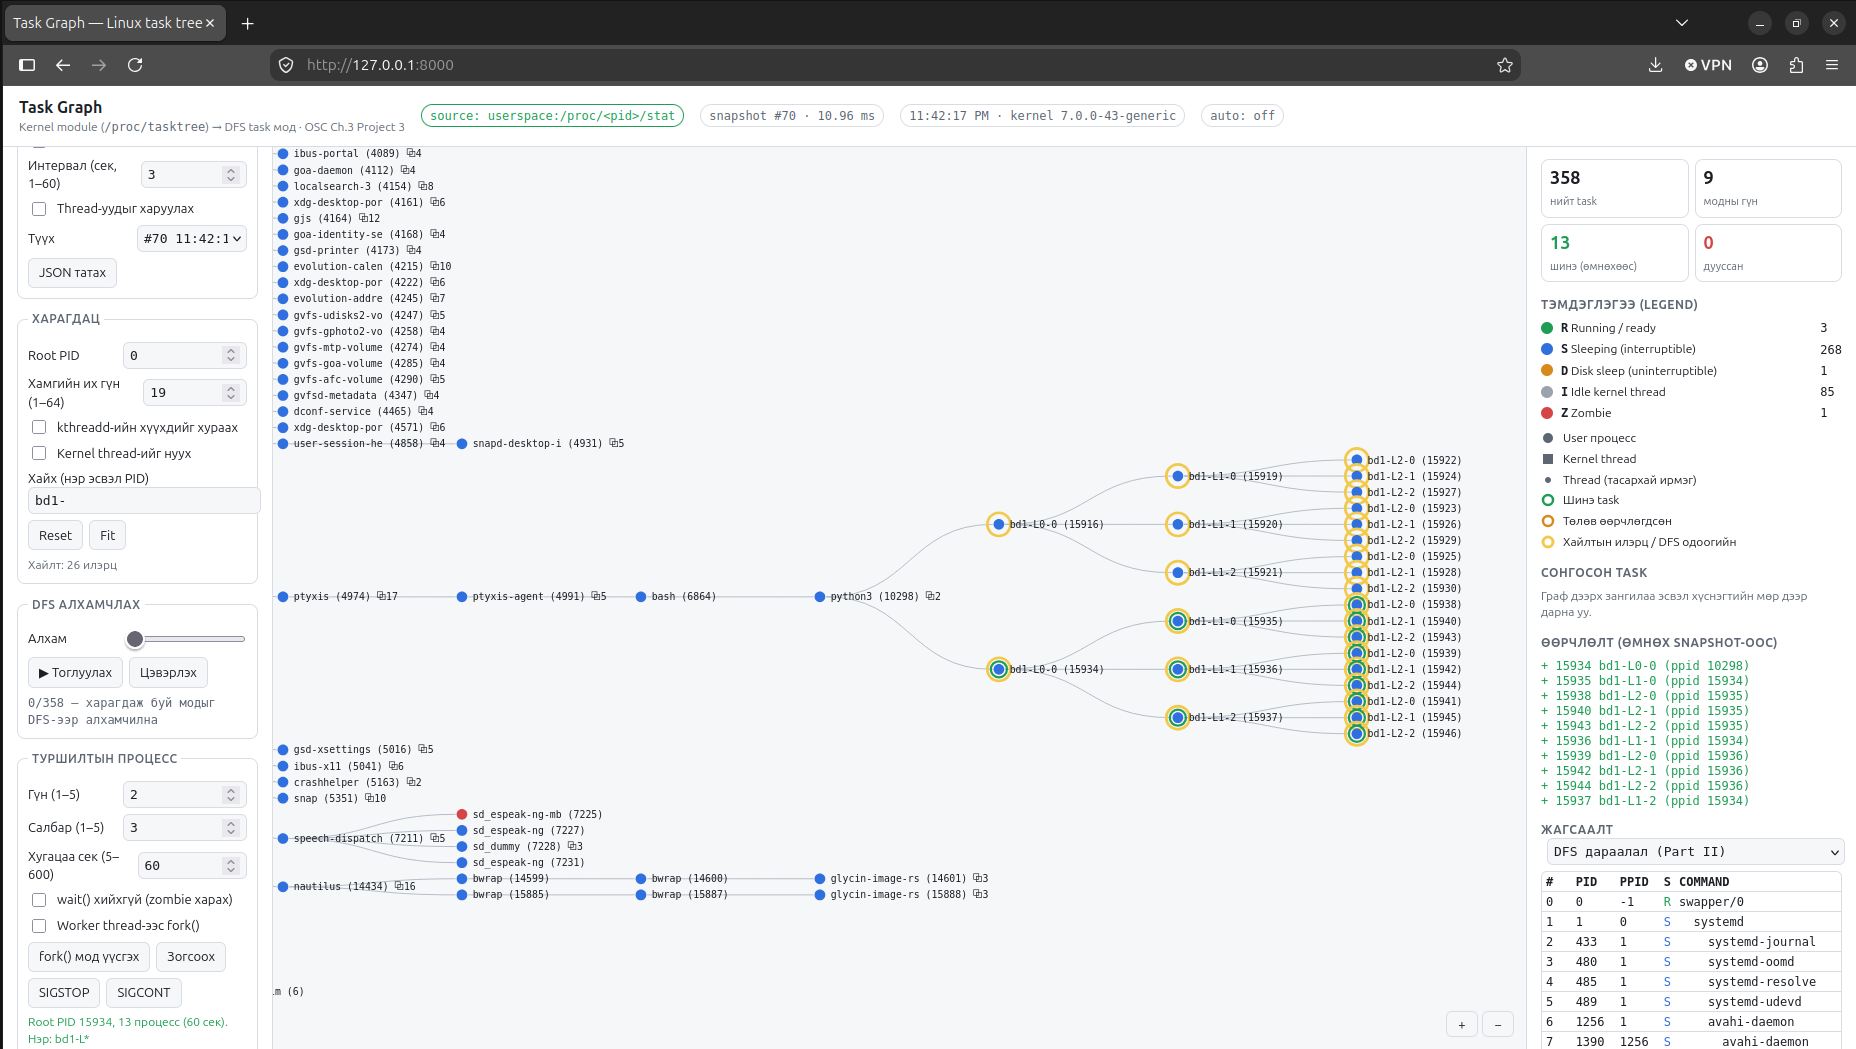 Task Graph — Linux task tree
http://127.0.0.1:8000
VPN
Task Graph
Kernel module (/proc/tasktree) → DFS task мод · OSC Ch.3 Project 3
source: userspace:/proc/<pid>/stat
snapshot #70 · 10.96 ms
11:42:17 PM · kernel 7.0.0-43-generic
auto: off
Интервал (сек, 1–60)
3
Thread-уудыг харуулах
Түүх
#70 11:42:1
JSON татах
ХАРАГДАЦ
Root PID
0
Хамгийн их гүн (1–64)
19
kthreadd-ийн хүүхдийг хураах
Kernel thread-ийг нуух
Хайх (нэр эсвэл PID)
bd1-
Reset
Fit
Хайлт: 26 илэрц
DFS АЛХАМЧЛАХ
Алхам
▶ Тоглуулах
Цэвэрлэх
0/358 — харагдаж буй модыг
DFS-ээр алхамчилна
ТУРШИЛТЫН ПРОЦЕСС
Гүн (1–5)
2
Салбар (1–5)
3
Хугацаа сек (5–600)
60
wait() хийхгүй (zombie харах)
Worker thread-ээс fork()
fork() мод үүсгэх
Зогсоох
SIGSTOP
SIGCONT
Root PID 15934, 13 процесс (60 сек).
Нэр: bd1-L*
ibus-portal (4089) 4
goa-daemon (4112) 4
localsearch-3 (4154) 8
xdg-desktop-por (4161) 6
gjs (4164) 12
goa-identity-se (4168) 4
gsd-printer (4173) 4
evolution-calen (4215) 10
xdg-desktop-por (4222) 6
evolution-addre (4245) 7
gvfs-udisks2-vo (4247) 5
gvfs-gphoto2-vo (4258) 4
gvfs-mtp-volume (4274) 4
gvfs-goa-volume (4285) 4
gvfs-afc-volume (4290) 5
gvfsd-metadata (4347) 4
dconf-service (4465) 4
xdg-desktop-por (4571) 6
user-session-he (4858) 4
snapd-desktop-i (4931) 5
ptyxis (4974) 17
ptyxis-agent (4991) 5
bash (6864)
python3 (10298) 2
bd1-L0-0 (15916)
bd1-L1-0 (15919)
bd1-L2-0 (15922)
bd1-L2-1 (15924)
bd1-L2-2 (15927)
bd1-L1-1 (15920)
bd1-L2-0 (15923)
bd1-L2-1 (15926)
bd1-L2-2 (15929)
bd1-L1-2 (15921)
bd1-L2-0 (15925)
bd1-L2-1 (15928)
bd1-L2-2 (15930)
bd1-L0-0 (15934)
bd1-L1-0 (15935)
bd1-L2-0 (15938)
bd1-L2-1 (15940)
bd1-L2-2 (15943)
bd1-L1-1 (15936)
bd1-L2-0 (15939)
bd1-L2-1 (15942)
bd1-L2-2 (15944)
bd1-L1-2 (15937)
bd1-L2-0 (15941)
bd1-L2-1 (15945)
bd1-L2-2 (15946)
gsd-xsettings (5016) 5
ibus-x11 (5041) 6
crashhelper (5163) 2
snap (5351) 10
speech-dispatch (7211) 5
sd_espeak-ng-mb (7225)
sd_espeak-ng (7227)
sd_dummy (7228) 3
sd_espeak-ng (7231)
nautilus (14434) 16
bwrap (14599)
bwrap (14600)
glycin-image-rs (14601) 3
bwrap (15885)
bwrap (15887)
glycin-image-rs (15888) 3
m (6)
+
−
358
нийт task
9
модны гүн
13
шинэ (өмнөхөөс)
0
дууссан
ТЭМДЭГЛЭГЭЭ (LEGEND)
R Running / ready 3
S Sleeping (interruptible) 268
D Disk sleep (uninterruptible) 1
I Idle kernel thread 85
Z Zombie 1
User процесс
Kernel thread
Thread (тасархай ирмэг)
Шинэ task
Төлөв өөрчлөгдсөн
Хайлтын илэрц / DFS одоогийн
СОНГОСОН TASK
Граф дээрх зангилаа эсвэл хүснэгтийн мөр дээр
дарна уу.
ӨӨРЧЛӨЛТ (ӨМНӨХ SNAPSHOT-ООС)
+ 15934 bd1-L0-0 (ppid 10298)
+ 15935 bd1-L1-0 (ppid 15934)
+ 15938 bd1-L2-0 (ppid 15935)
+ 15940 bd1-L2-1 (ppid 15935)
+ 15943 bd1-L2-2 (ppid 15935)
+ 15936 bd1-L1-1 (ppid 15934)
+ 15939 bd1-L2-0 (ppid 15936)
+ 15942 bd1-L2-1 (ppid 15936)
+ 15944 bd1-L2-2 (ppid 15936)
+ 15937 bd1-L1-2 (ppid 15934)
ЖАГСААЛТ
DFS дараалал (Part II)
# PID PPID S COMMAND
0 0 -1 R swapper/0
1 1 0 S systemd
2 433 1 S systemd-journal
3 480 1 S systemd-oomd
4 485 1 S systemd-resolve
5 489 1 S systemd-udevd
6 1256 1 S avahi-daemon
7 1390 1256 S avahi-daemon